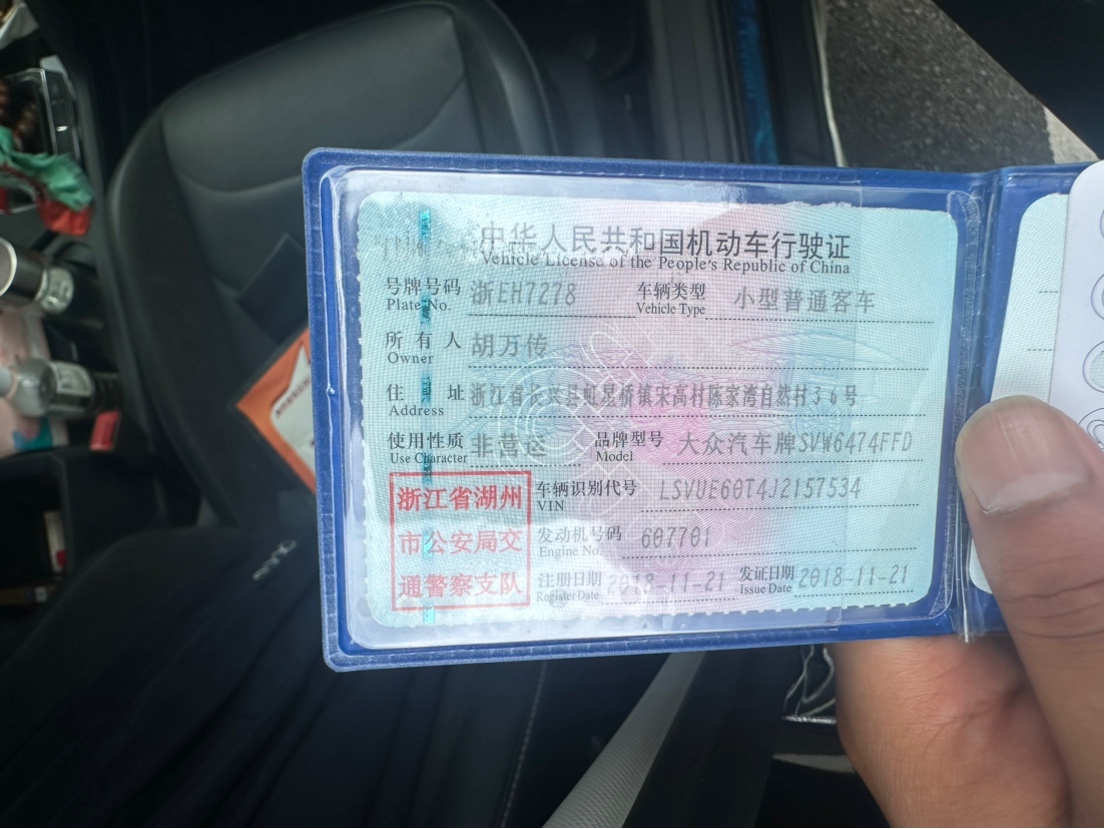 中华人民共和国机动车行驶证
Vehicle License of the People's Republic of China
号牌号码 浙EH7278 车辆类型 小型普通客车
Plate No. Vehicle Type
所有人 胡万传
Owner
住址 浙江省长兴县虹星桥镇宋高村陈家湾自然村36号
Address
使用性质 非营运 品牌型号 大众汽车牌SVW6474FFD
Use Character Model
浙江省湖州
市公安局交
通警察支队
车辆识别代号 LSVUE60T4J2157534
VIN
发动机号码 607701
Engine No.
注册日期 2018-11-21 发证日期 2018-11-21
Register Date Issue Date